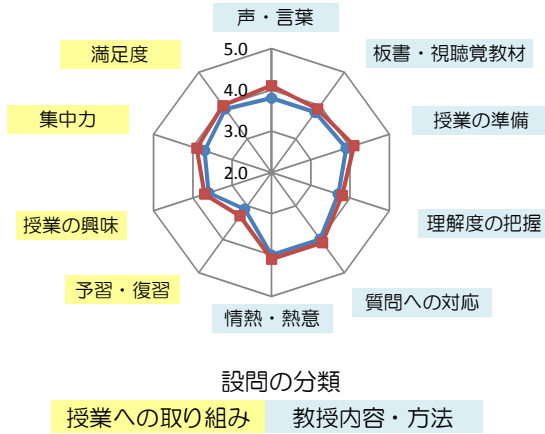 声・言葉
5.0
満足度
板書・視聴覚教材
4.0
集中力
授業の準備
3.0
2.0
授業の興味
理解度の把握
予習・復習
質問への対応
情熱・熱意
設問の分類
授業への取り組み 教授内容・方法